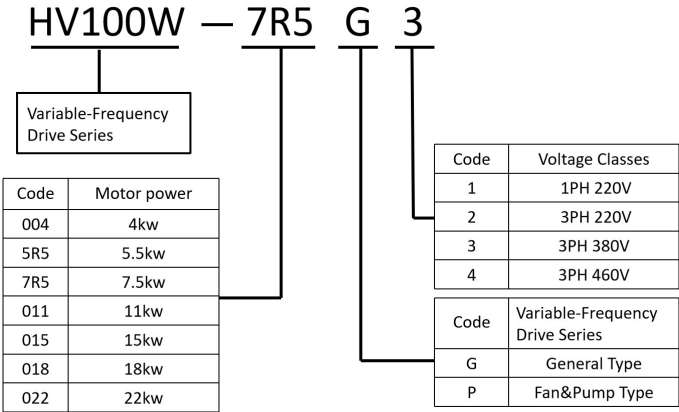 HV100W — 7R5 G 3
Variable-Frequency
Drive Series
Code Motor power
004 4kw
5R5 5.5kw
7R5 7.5kw
011 11kw
015 15kw
018 18kw
022 22kw
Code Voltage Classes
1 1PH 220V
2 3PH 220V
3 3PH 380V
4 3PH 460V
Code Variable-Frequency
Drive Series
G General Type
P Fan&Pump Type